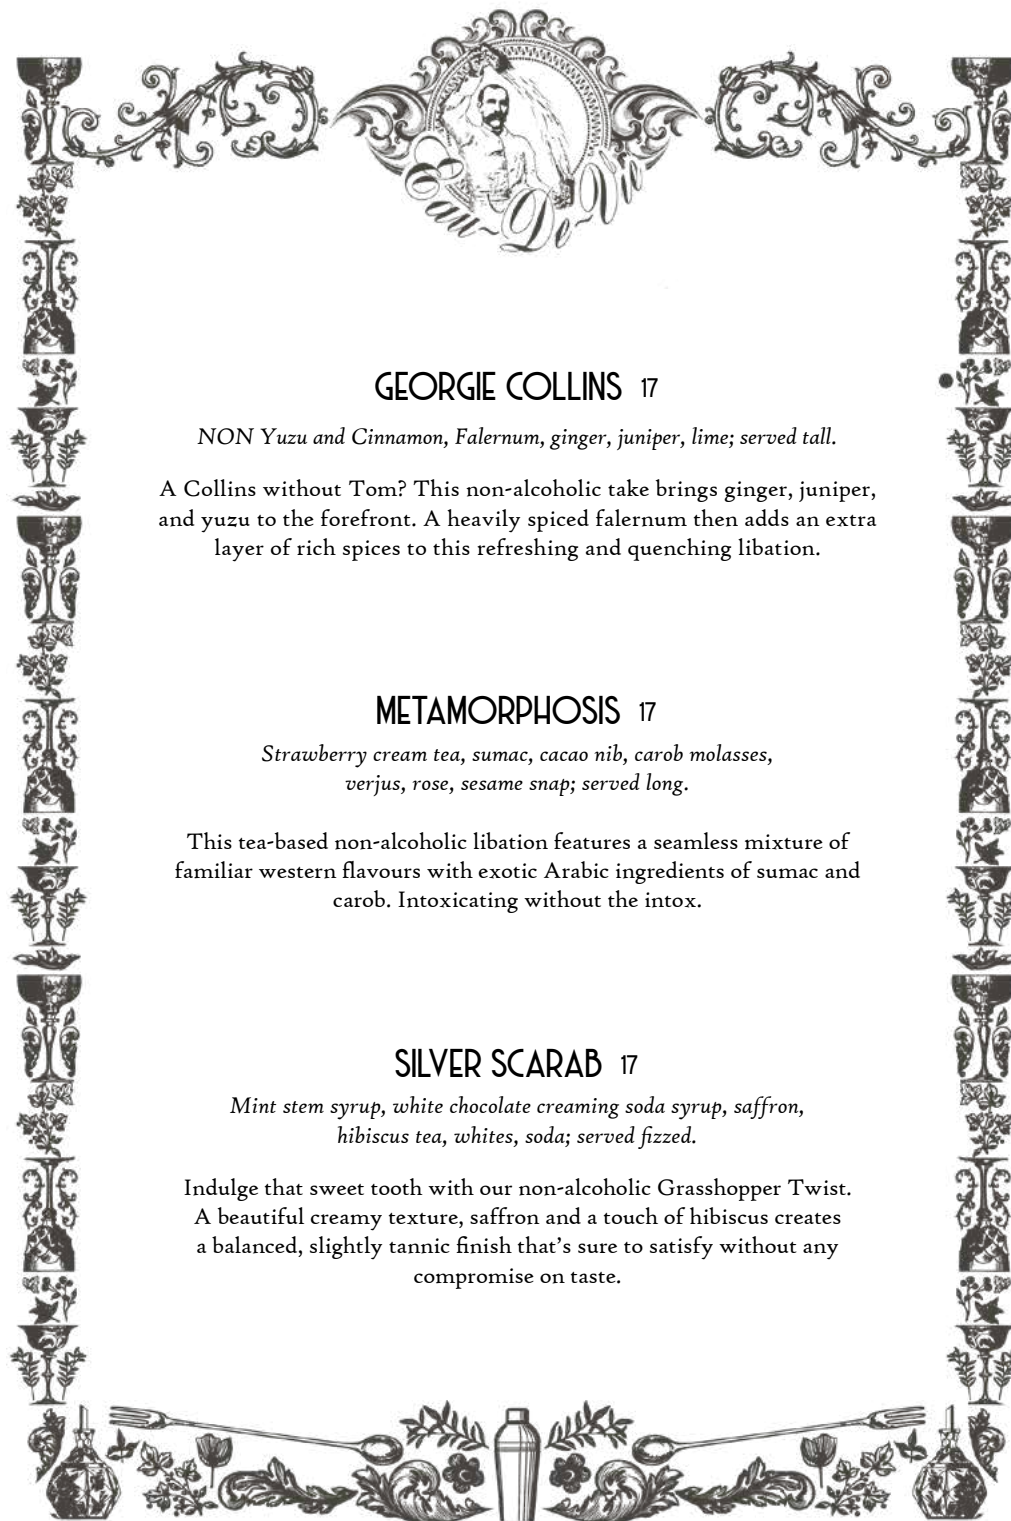 Eau-De-Vie
GEORGIE COLLINS 17
NON Yuzu and Cinnamon, Falernum, ginger, juniper, lime; served tall.
A Collins without Tom? This non-alcoholic take brings ginger, juniper,
and yuzu to the forefront. A heavily spiced falernum then adds an extra
layer of rich spices to this refreshing and quenching libation.
METAMORPHOSIS 17
Strawberry cream tea, sumac, cacao nib, carob molasses,
verjus, rose, sesame snap; served long.
This tea-based non-alcoholic libation features a seamless mixture of
familiar western flavours with exotic Arabic ingredients of sumac and
carob. Intoxicating without the intox.
SILVER SCARAB 17
Mint stem syrup, white chocolate creaming soda syrup, saffron,
hibiscus tea, whites, soda; served fizzed.
Indulge that sweet tooth with our non-alcoholic Grasshopper Twist.
A beautiful creamy texture, saffron and a touch of hibiscus creates
a balanced, slightly tannic finish that's sure to satisfy without any
compromise on taste.